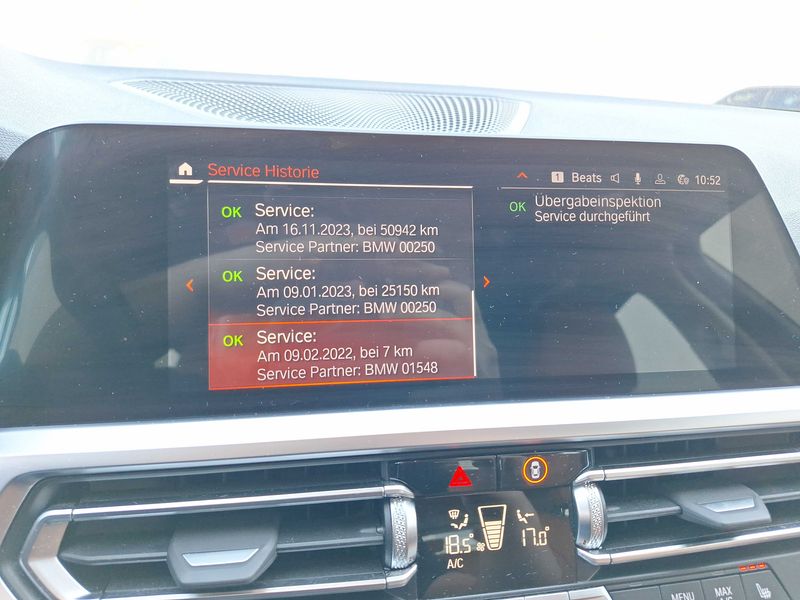 Service Historie
1 Beats 10:52
OK Service:
Am 16.11.2023, bei 50942 km
Service Partner: BMW 00250
OK Service:
Am 09.01.2023, bei 25150 km
Service Partner: BMW 00250
OK Service:
Am 09.02.2022, bei 7 km
Service Partner: BMW 01548
OK Übergabeinspektion
Service durchgeführt
18.5° 17.0°
A/C
MENU
MAX
A/C